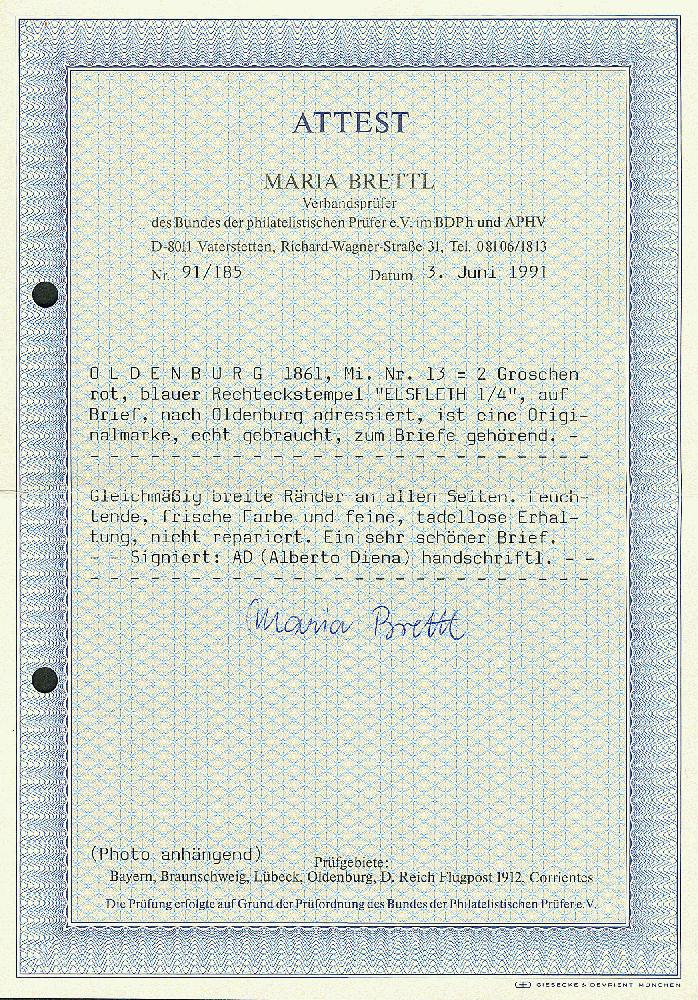 ATTEST
MARIA BRETTL
Verbandsprüfer
des Bundes der philatelistischen Prüfer e.V. im BDPh und APHV
D-8011 Vaterstetten, Richard-Wagner-Straße 31, Tel. 08106/1813
Nr. 91/185 Datum 3. Juni 1991
O L D E N B U R G 1861, Mi. Nr. 13 = 2 Groschen
rot, blauer Rechteckstempel "ELSFLETH 1/4", auf
Brief, nach Oldenburg adressiert, ist eine Origi-
nalmarke, echt gebraucht, zum Briefe gehörend. -
- - - - - - - - - - - - - - - - - - - - - - - - -
Gleichmäßig breite Ränder an allen Seiten. Leuch-
tende, frische Farbe und feine, tadellose Erhal-
tung, nicht repariert. Ein sehr schöner Brief.
- - Signiert: AD (Alberto Diena) handschriftl. - -
- - - - - - - - - - - - - - - - - - - - - - - - -
Maria Brettl
(Photo anhängend)
Prüfgebiete:
Bayern, Braunschweig, Lübeck, Oldenburg, D. Reich Flugpost 1912, Corrientes
Die Prüfung erfolgte auf Grund der Prüfordnung des Bundes der Philatelistischen Prüfer e.V.
GIESECKE & DEVRIENT MÜNCHEN